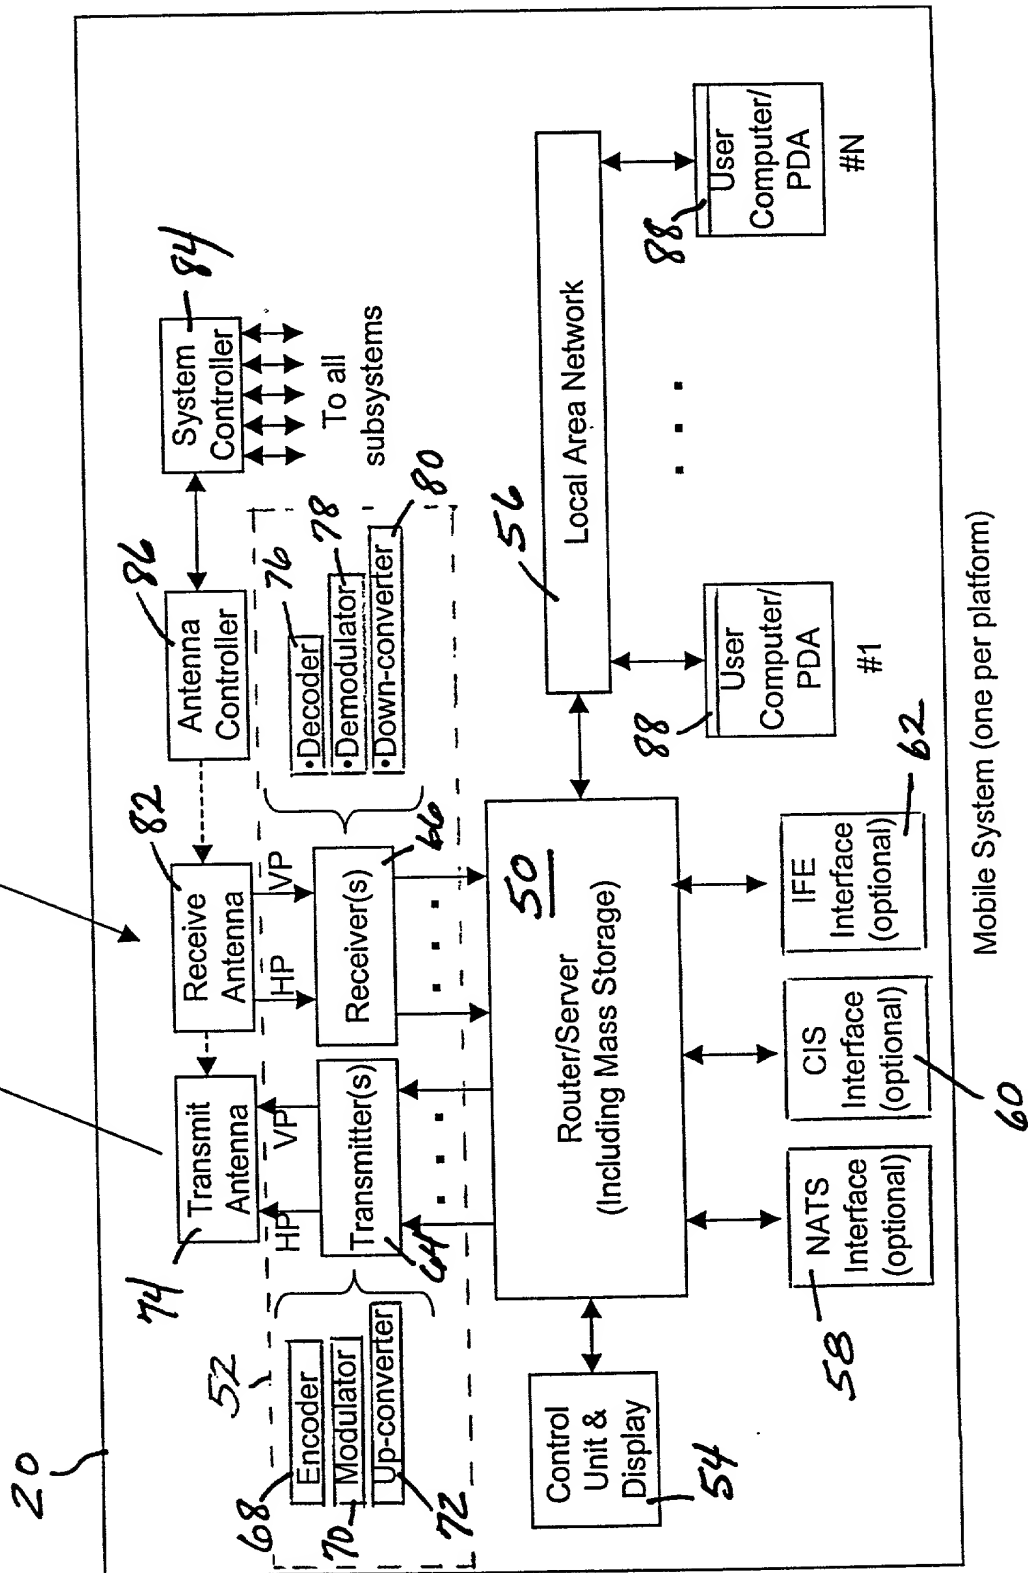 20
74
Transmit
Antenna
82
Receive
Antenna
86
Antenna
Controller
84
System
Controller
To all
subsystems
52
HP
VP
HP
VP
68
Encoder
70
Modulator
72
Up-converter
Transmitter(s)
64
Receiver(s)
66
•Decoder
76
•Demodulator
78
•Down-converter
80
54
Control
Unit &
Display
Router/Server
(Including Mass Storage)
50
56
Local Area Network
58
NATS
Interface
(optional)
60
CIS
Interface
(optional)
62
IFE
Interface
(optional)
88
User
Computer/
PDA
#1
88
User
Computer/
PDA
#N
Mobile System (one per platform)